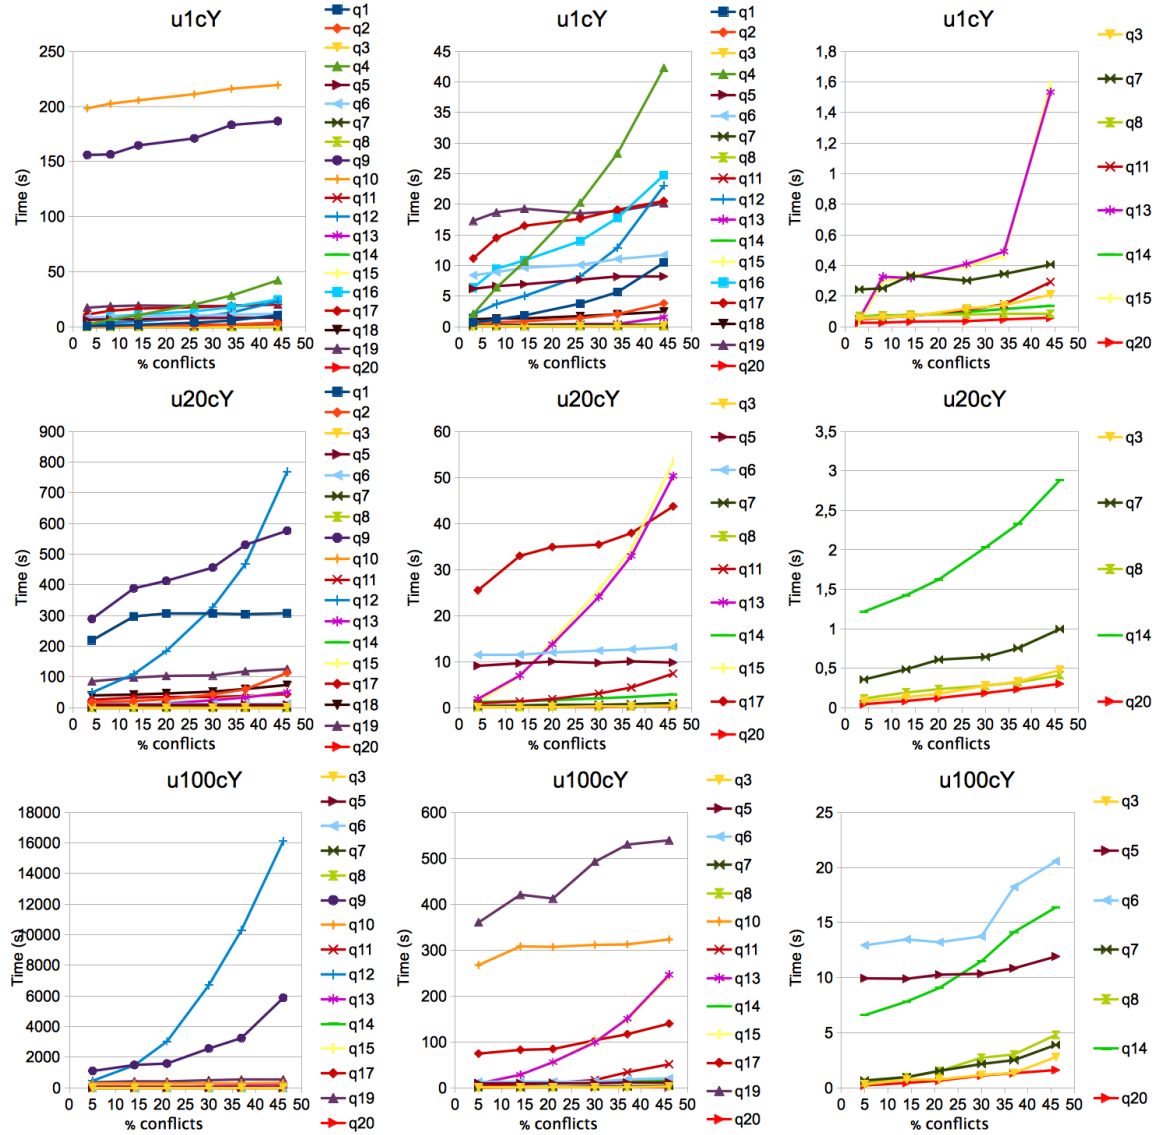 u1cY
Time (s)
250
200
150
100
50
0
0 5 10 15 20 25 30 35 40 45 50
% conflicts
q1
q2
q3
q4
q5
q6
q7
q8
q9
q10
q11
q12
q13
q14
q15
q16
q17
q18
q19
q20
u1cY
Time (s)
45
40
35
30
25
20
15
10
5
0
0 5 10 15 20 25 30 35 40 45 50
% conflicts
q1
q2
q3
q4
q5
q6
q7
q8
q11
q12
q13
q14
q15
q16
q17
q18
q19
q20
u1cY
Time (s)
1,8
1,6
1,4
1,2
1
0,8
0,6
0,4
0,2
0
0 5 10 15 20 25 30 35 40 45 50
% conflicts
q3
q7
q8
q11
q13
q14
q15
q20
u20cY
Time (s)
900
800
700
600
500
400
300
200
100
0
0 5 10 15 20 25 30 35 40 45 50
% conflicts
q1
q2
q3
q5
q6
q7
q8
q9
q10
q11
q12
q13
q14
q15
q17
q18
q19
q20
u20cY
Time (s)
60
50
40
30
20
10
0
0 5 10 15 20 25 30 35 40 45 50
% conflicts
q3
q5
q6
q7
q8
q11
q13
q14
q15
q17
q20
u20cY
Time (s)
3,5
3
2,5
2
1,5
1
0,5
0
0 5 10 15 20 25 30 35 40 45 50
% conflicts
q3
q7
q8
q14
q20
u100cY
Time (s)
18000
16000
14000
12000
10000
8000
6000
4000
2000
0
0 5 10 15 20 25 30 35 40 45 50
% conflicts
q3
q5
q6
q7
q8
q9
q10
q11
q12
q13
q14
q15
q17
q19
q20
u100cY
Time (s)
600
500
400
300
200
100
0
0 5 10 15 20 25 30 35 40 45 50
% conflicts
q3
q5
q6
q7
q8
q10
q11
q13
q14
q15
q17
q19
q20
u100cY
Time (s)
25
20
15
10
5
0
0 5 10 15 20 25 30 35 40 45 50
% conflicts
q3
q5
q6
q7
q8
q14
q20